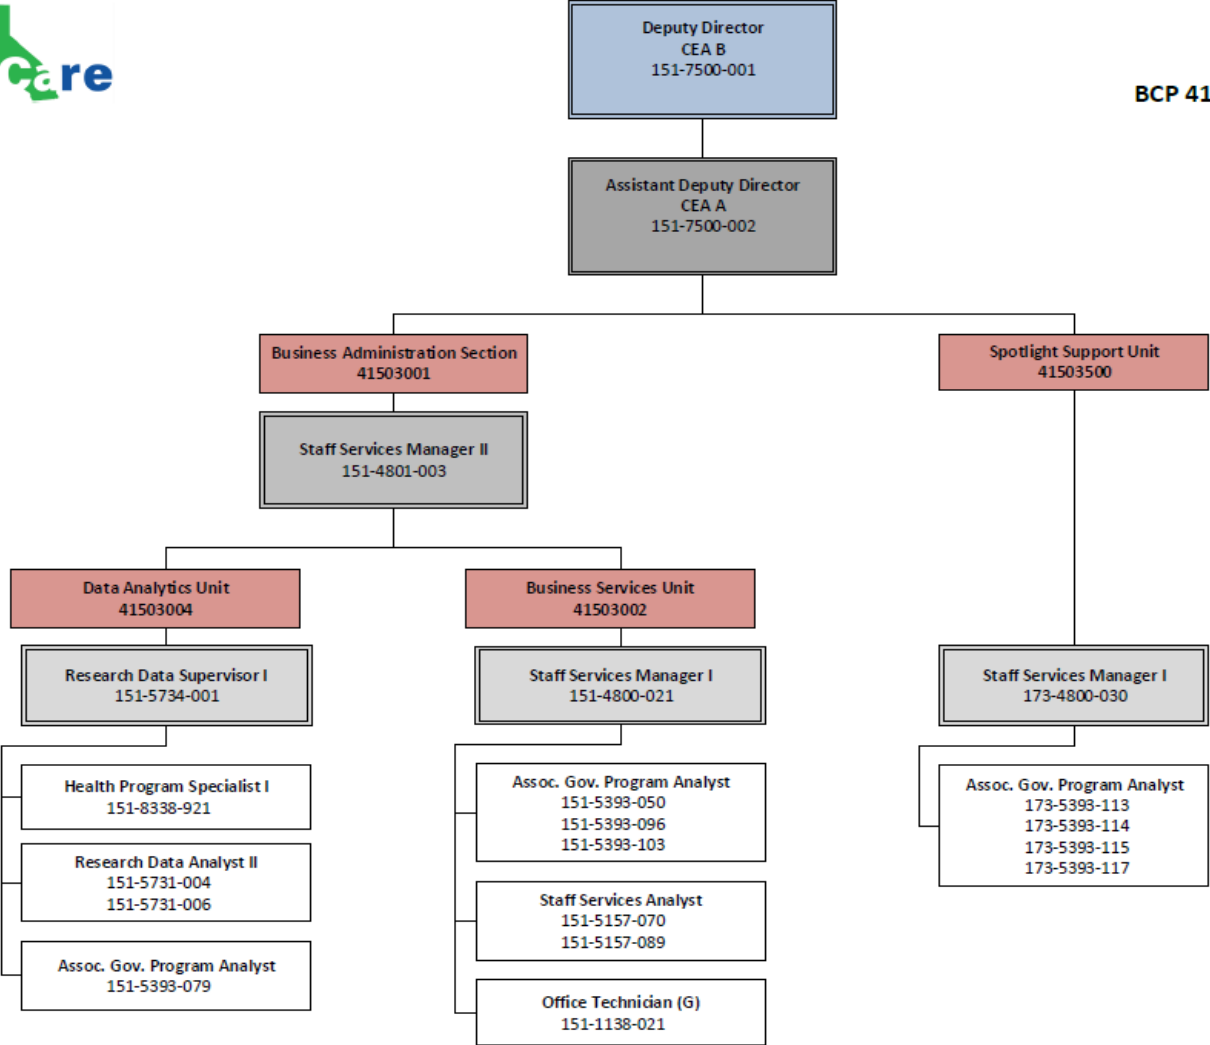 Care
BCP 41
Deputy Director
CEA B
151-7500-001
Assistant Deputy Director
CEA A
151-7500-002
Business Administration Section
41503001
Spotlight Support Unit
41503500
Staff Services Manager II
151-4801-003
Data Analytics Unit
41503004
Business Services Unit
41503002
Research Data Supervisor I
151-5734-001
Staff Services Manager I
151-4800-021
Staff Services Manager I
173-4800-030
Health Program Specialist I
151-8338-921
Research Data Analyst II
151-5731-004
151-5731-006
Assoc. Gov. Program Analyst
151-5393-079
Assoc. Gov. Program Analyst
151-5393-050
151-5393-096
151-5393-103
Staff Services Analyst
151-5157-070
151-5157-089
Office Technician (G)
151-1138-021
Assoc. Gov. Program Analyst
173-5393-113
173-5393-114
173-5393-115
173-5393-117